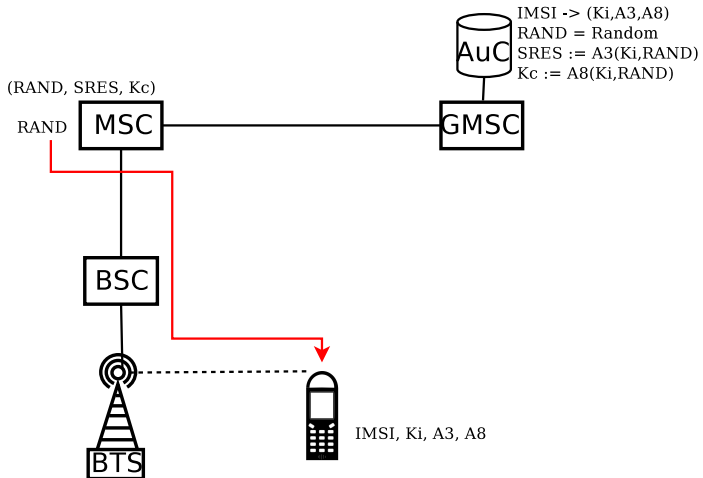 IMSI -> (Ki,A3,A8)
RAND = Random
AuC
SRES := A3(Ki,RAND)
Kc := A8(Ki,RAND)
(RAND, SRES, Kc)
RAND
MSC
GMSC
BSC
IMSI, Ki, A3, A8
BTS